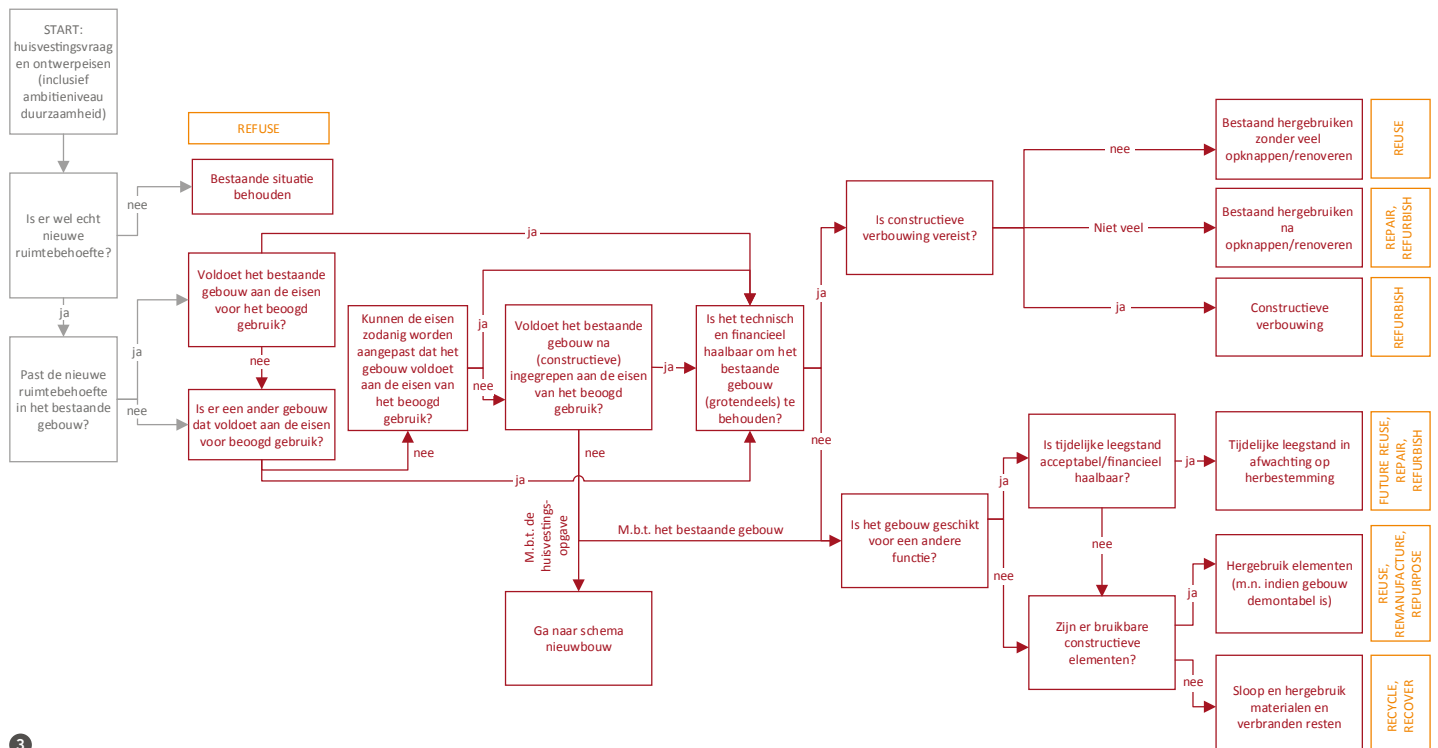 START:
huisvestingsvraag
en ontwerpeisen
(inclusief
ambitieniveau
duurzaamheid)
Is er wel echt
nieuwe
ruimtebehoefte?
nee
ja
Past de nieuwe
ruimtebehoefte
in het bestaande
gebouw?
ja
nee
REFUSE
Bestaande situatie
behouden
Voldoet het bestaande
gebouw aan de eisen
voor het beoogd
gebruik?
ja
nee
Is er een ander gebouw
dat voldoet aan de eisen
voor beoogd gebruik?
nee
ja
Kunnen de eisen
zodanig worden
aangepast dat het
gebouw voldoet
aan de eisen van
het beoogd
gebruik?
ja
nee
Voldoet het bestaande
gebouw na
(constructieve)
ingegrepen aan de eisen
van het beoogd
gebruik?
ja
nee
M.b.t. de
huisvestings-
opgave
M.b.t. het bestaande gebouw
Ga naar schema
nieuwbouw
Is het technisch
en financieel
haalbaar om het
bestaande
gebouw
(grotendeels) te
behouden?
ja
nee
Is constructieve
verbouwing vereist?
nee
Niet veel
ja
Bestaand hergebruiken
zonder veel
opknappen/renoveren
REUSE
Bestaand hergebruiken
na
opknappen/renoveren
REPAIR,
REFURBISH
Constructieve
verbouwing
REFURBISH
Is het gebouw geschikt
voor een andere
functie?
ja
nee
Is tijdelijke leegstand
acceptabel/financieel
haalbaar?
ja
nee
Tijdelijke leegstand in
afwachting op
herbestemming
FUTURE REUSE,
REPAIR,
REFURBISH
Zijn er bruikbare
constructieve
elementen?
ja
nee
Hergebruik elementen
(m.n. indien gebouw
demontabel is)
REUSE,
REMANUFACTURE,
REPURPOSE
Sloop en hergebruik
materialen en
verbranden resten
RECYCLE,
RECOVER
3